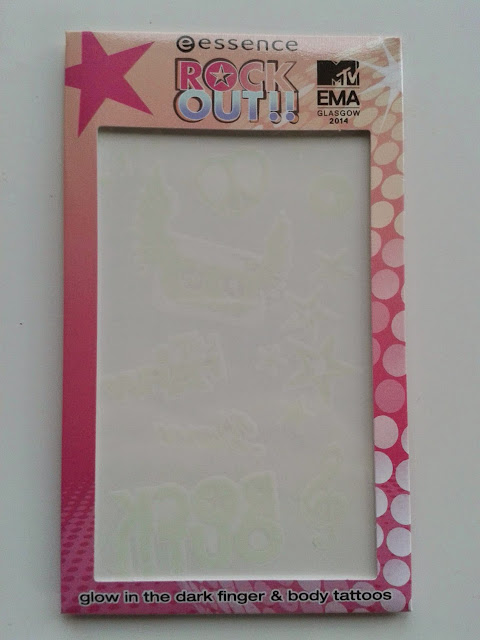 essence
ROCK
OUT!!
MTV
EMA
GLASGOW
2014
glow in the dark finger & body tattoos